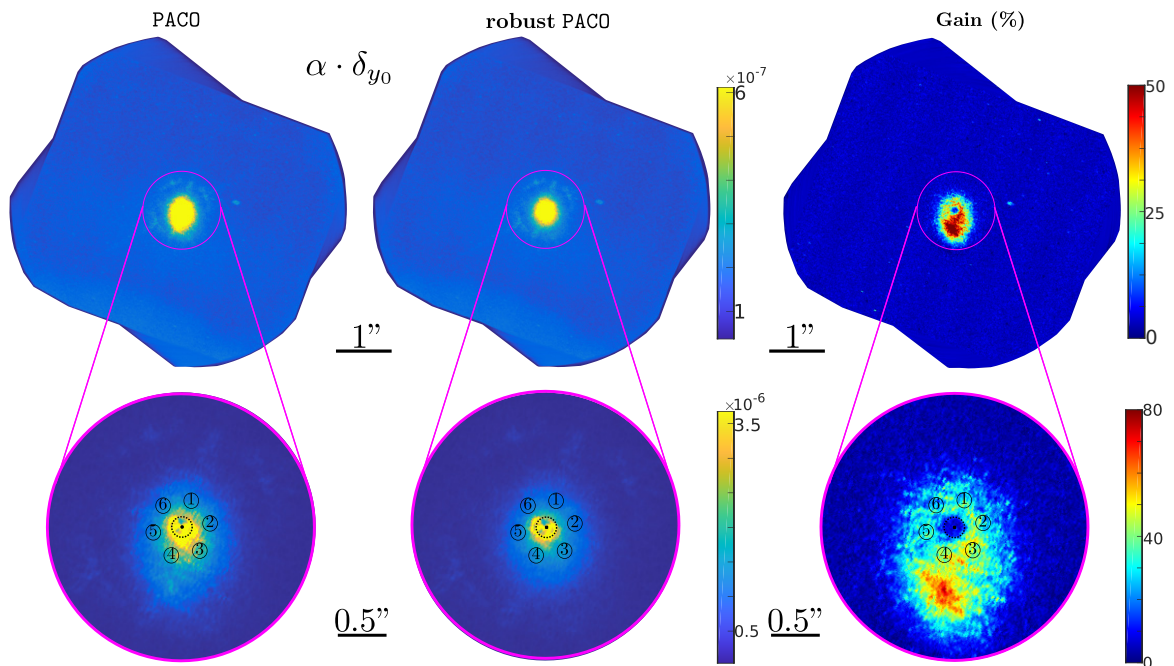 PACO
robust PACO
Gain (%)
α · δy₀
×10⁻⁷
6
1
50
25
0
1”
1”
×10⁻⁶
3.5
0.5
80
40
0
① ② ③ ④ ⑤ ⑥
① ② ③ ④ ⑤ ⑥
① ② ③ ④ ⑤ ⑥
0.5”
0.5”